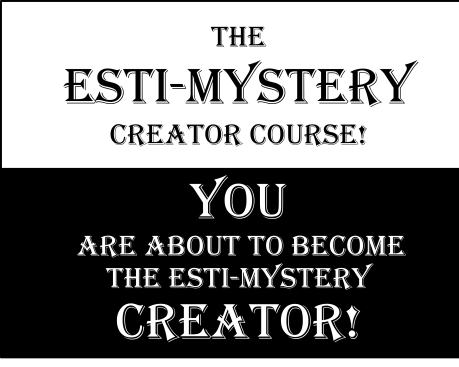 THE
ESTI-MYSTERY
CREATOR COURSE!
YOU
ARE ABOUT TO BECOME
THE ESTI-MYSTERY
CREATOR!